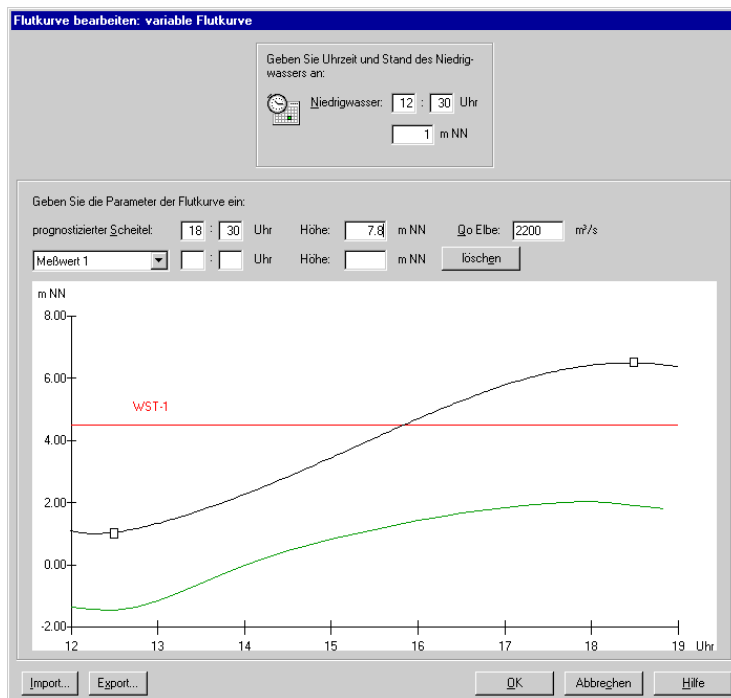 Flutkurve bearbeiten: variable Flutkurve
Geben Sie Uhrzeit und Stand des Niedrig-
wassers an:
Niedrigwasser: 12 : 30 Uhr
1 m NN
Geben Sie die Parameter der Flutkurve ein:
prognostizierter Scheitel: 18 : 30 Uhr Höhe: 7.8 m NN Qo Elbe: 2200 m³/s
Meßwert 1 : Uhr Höhe: m NN löschen
m NN
8.00
6.00
WST-1
4.00
2.00
0.00
-2.00
12 13 14 15 16 17 18 19 Uhr
Import... Export... OK Abbrechen Hilfe